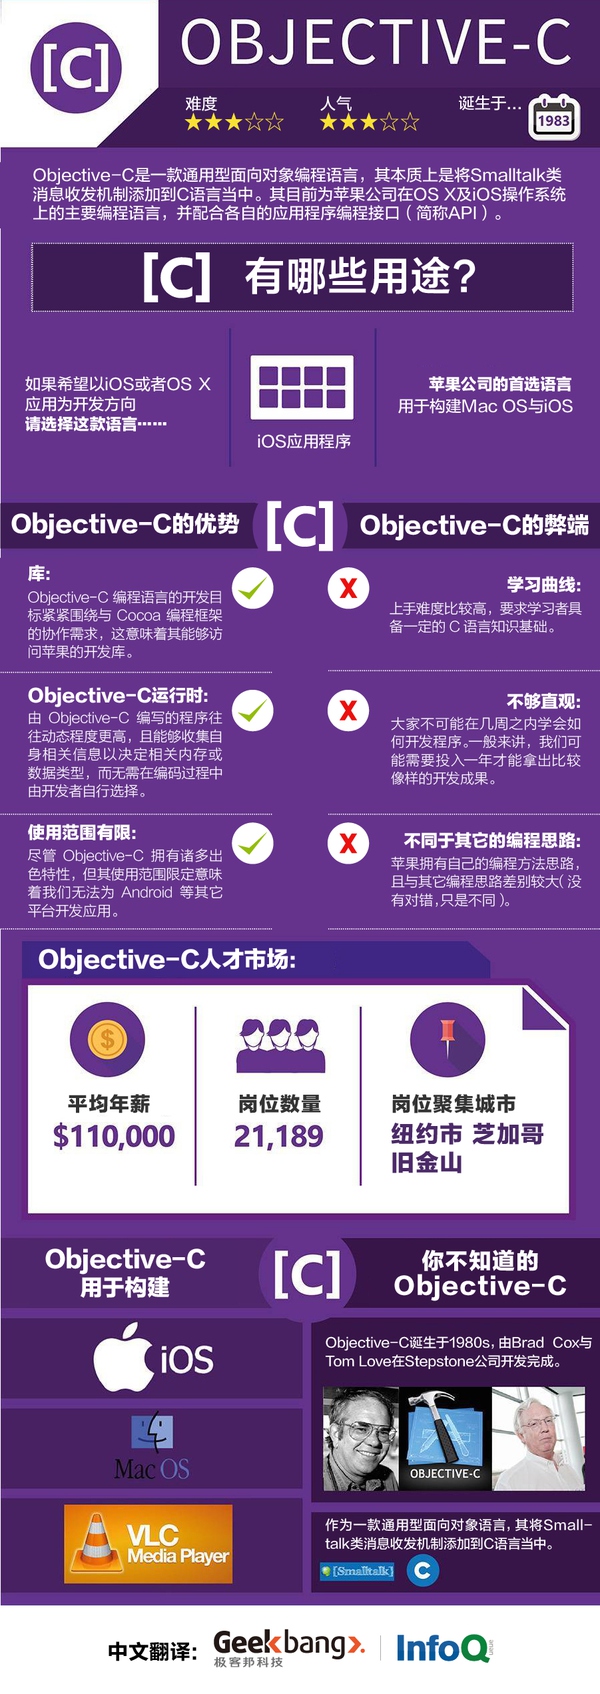 [C]
OBJECTIVE-C
难度
人气
诞生于...
1983
Objective-C是一款通用型面向对象编程语言，其本质上是将Smalltalk类
消息收发机制添加到C语言当中。其目前为苹果公司在OS X及iOS操作系统
上的主要编程语言，并配合各自的应用程序编程接口（简称API）。
[C] 有哪些用途？
如果希望以iOS或者OS X
应用为开发方向
请选择这款语言……
iOS应用程序
苹果公司的首选语言
用于构建Mac OS与iOS
Objective-C的优势
[C]
Objective-C的弊端
库：
Objective-C 编程语言的开发目
标紧紧围绕与 Cocoa 编程框架
的协作需求，这意味着其能够访
问苹果的开发库。
X
学习曲线：
上手难度比较高，要求学习者具
备一定的 C 语言知识基础。
Objective-C运行时：
由 Objective-C 编写的程序往
往动态程度更高，且能够收集自
身相关信息以决定相关内存或
数据类型，而无需在编码过程中
由开发者自行选择。
X
不够直观：
大家不可能在几周之内学会如
何开发程序。一般来讲，我们可
能需要投入一年才能拿出比较
像样的开发成果。
使用范围有限：
尽管 Objective-C 拥有诸多出
色特性，但其使用范围限定意味
着我们无法为 Android 等其它
平台开发应用。
X
不同于其它的编程思路：
苹果拥有自己的编程方法思路，
且与其它编程思路差别较大（没
有对错，只是不同）。
Objective-C人才市场：
$
平均年薪
$110,000
岗位数量
21,189
岗位聚集城市
纽约市 芝加哥
旧金山
Objective-C
用于构建
[C]
你不知道的
Objective-C
iOS
Mac OS
VLC
Media Player
Objective-C诞生于1980s，由Brad Cox与
Tom Love在Stepstone公司开发完成。
OBJECTIVE-C
作为一款通用型面向对象语言，其将Small-
talk类消息收发机制添加到C语言当中。
[Smalltalk]
C
中文翻译：
Geekbang>.
极客邦科技
InfoQ